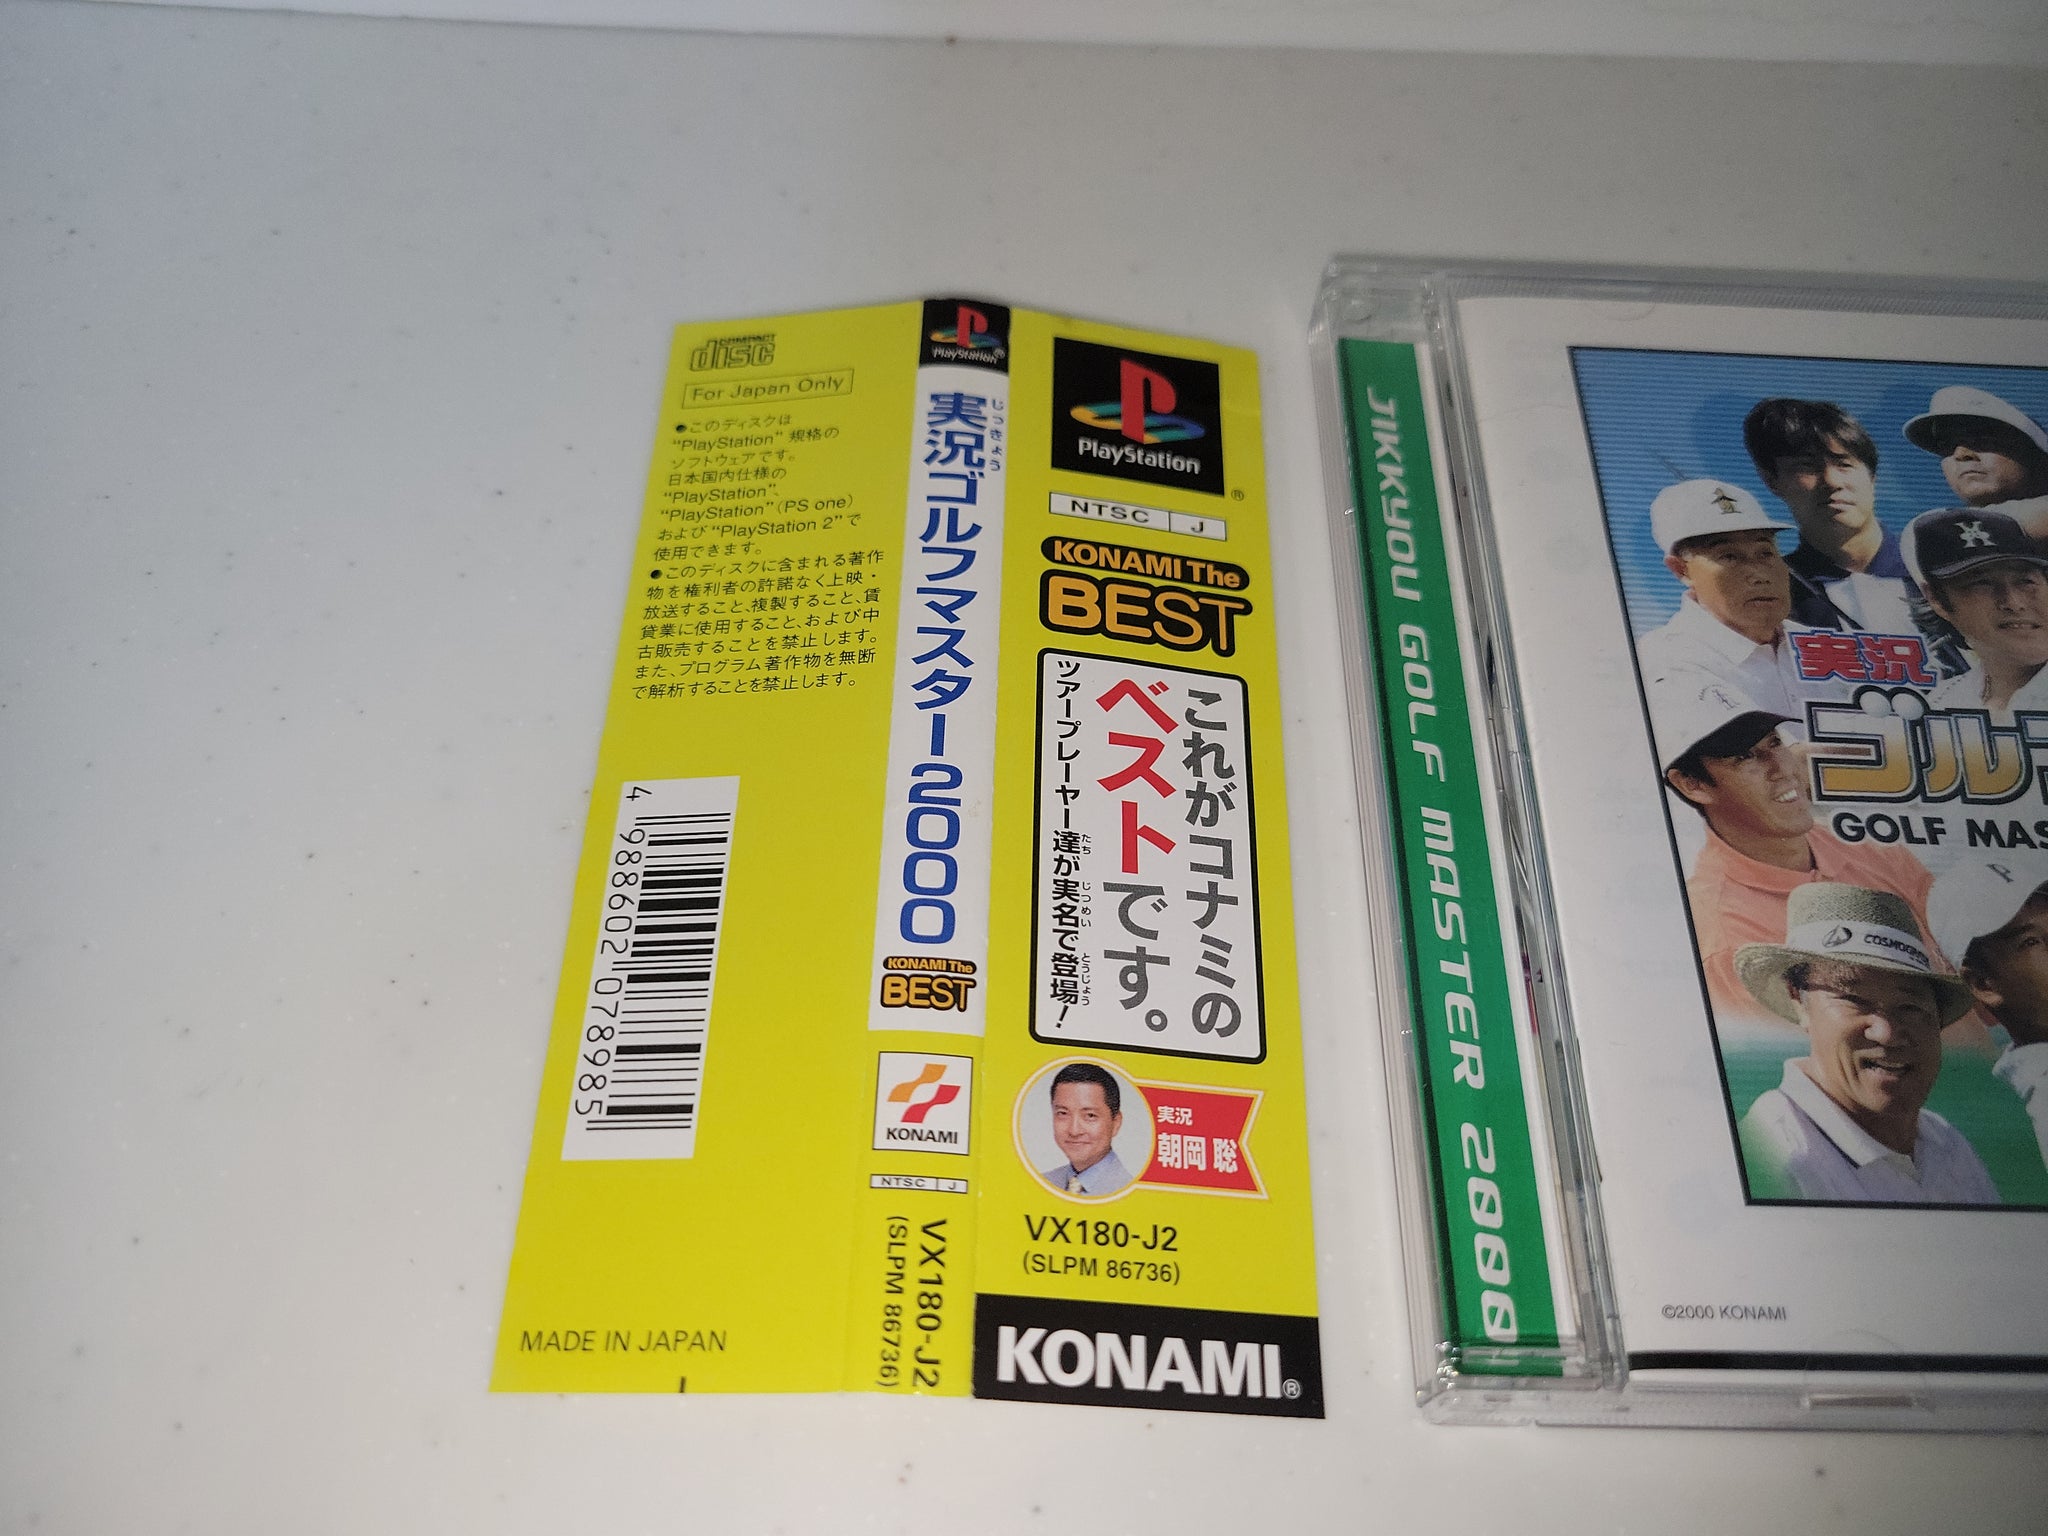 COMPACT
disc
For Japan Only
●このディスクは
“PlayStation” 規格の
ソフトウェアです。
日本国内仕様の
“PlayStation”、
“PlayStation”(PS one)
および“PlayStation 2”で
使用できます。
●このディスクに含まれる著作
物を権利者の許諾なく上映・
放送すること、複製すること、賃
貸業に使用すること、および中
古販売することを禁止します。
また、プログラム著作物を無断
で解析することを禁止します。
4 988602 078985
MADE IN JAPAN
PlayStation®
じっきょう
実況ゴルフマスター2000
KONAMI The
BEST
KONAMI
NTSC J
VX180-J2
(SLPM 86736)
PlayStation
®
NTSC J
KONAMI The
BEST
これがコナミの
ベストです。
ツアープレーヤー達が実名で登場!
たち じつめい とうじょう
実況
朝岡 聡
VX180-J2
(SLPM 86736)
KONAMI®
JIKKYOU GOLF MASTER 2000
実況
ゴルフ
GOLF MAS
COSMO
©2000 KONAMI